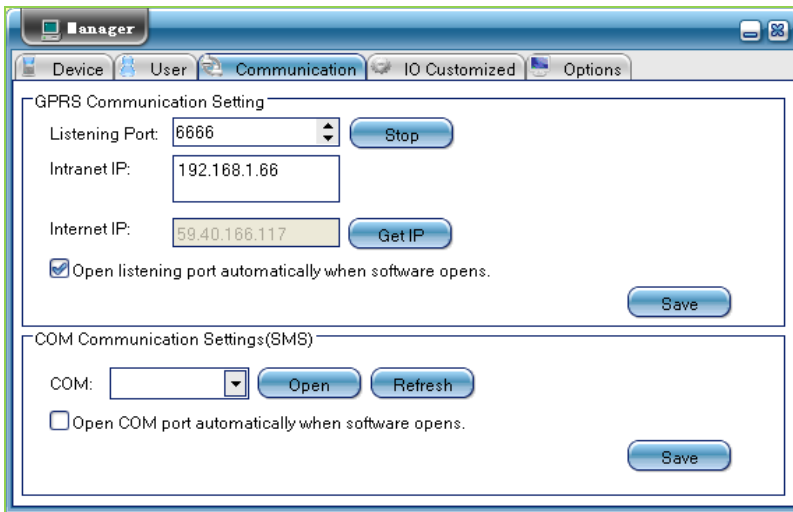 Manager
Device User Communication IO Customized Options
GPRS Communication Setting
Listening Port: 6666 Stop
Intranet IP: 192.168.1.66
Internet IP: 59.40.166.117 Get IP
Open listening port automatically when software opens.
Save
COM Communication Settings(SMS)
COM: Open Refresh
Open COM port automatically when software opens.
Save